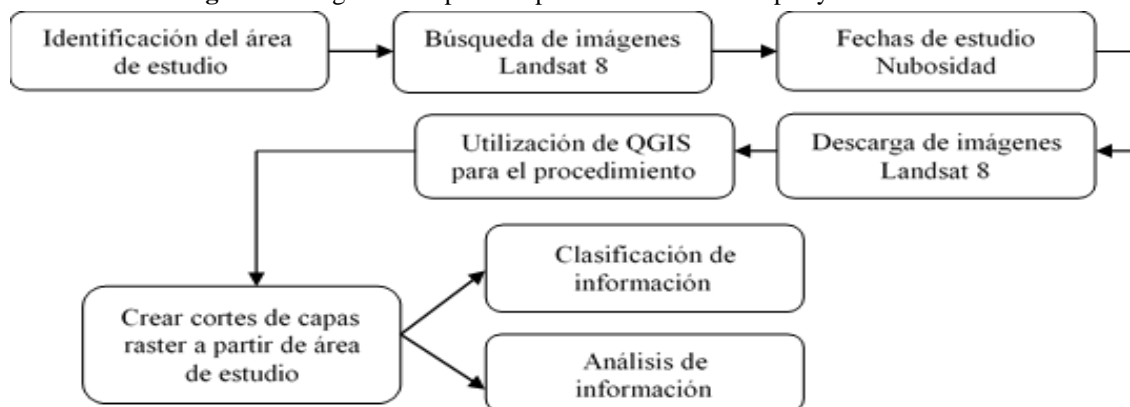 Identificación del área
de estudio
Búsqueda de imágenes
Landsat 8
Fechas de estudio
Nubosidad
Descarga de imágenes
Landsat 8
Utilización de QGIS
para el procedimiento
Crear cortes de capas
raster a partir de área
de estudio
Clasificación de
información
Análisis de
información